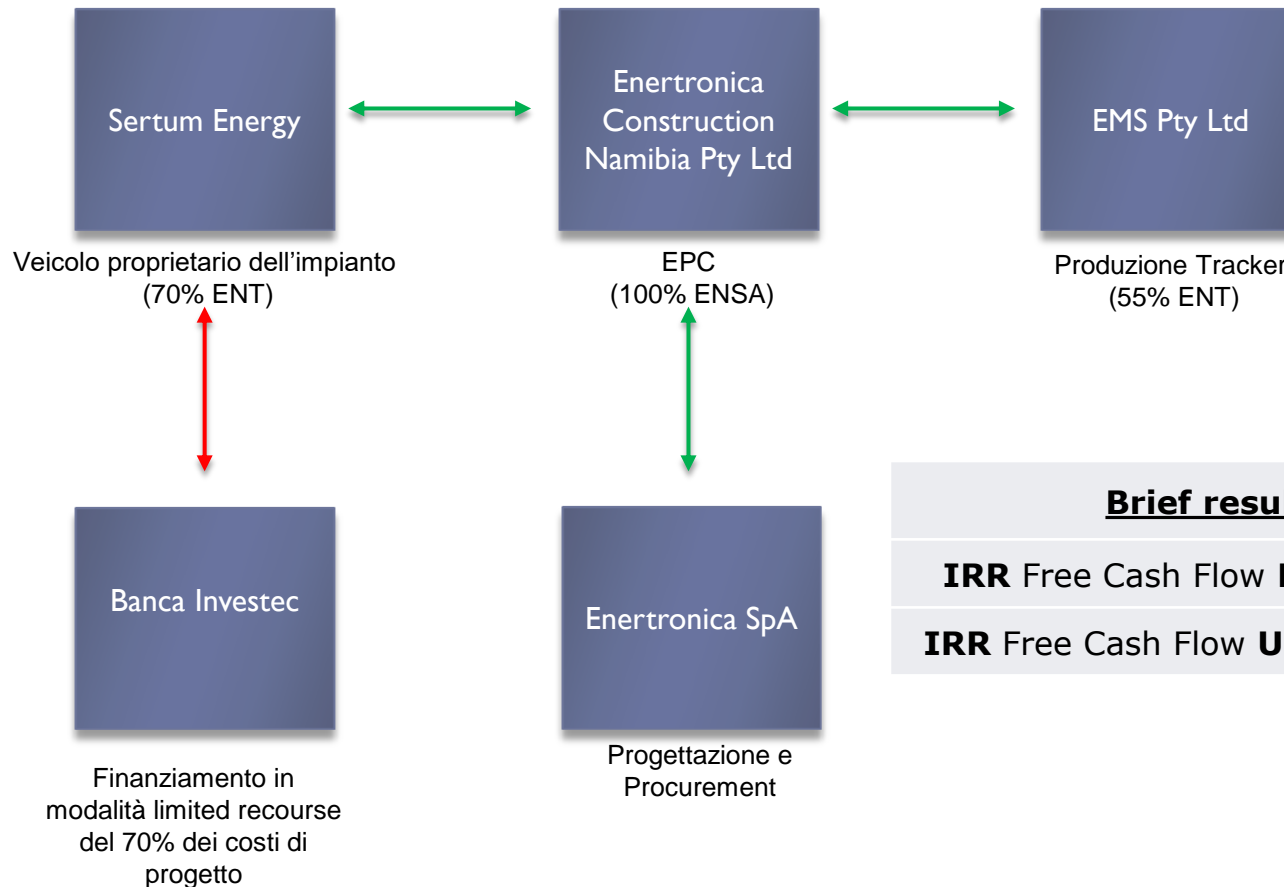 Sertum Energy
Enertronica
Construction
Namibia Pty Ltd
EMS Pty Ltd
Veicolo proprietario dell'impianto
(70% ENT)
EPC
(100% ENSA)
Produzione Tracker
(55% ENT)
Banca Investec
Enertronica SpA
Brief
IRR Free Cash Flow
IRR Free Cash Flow
Finanziamento in
modalità limited recourse
del 70% dei costi di
progetto
Progettazione e
Procurement